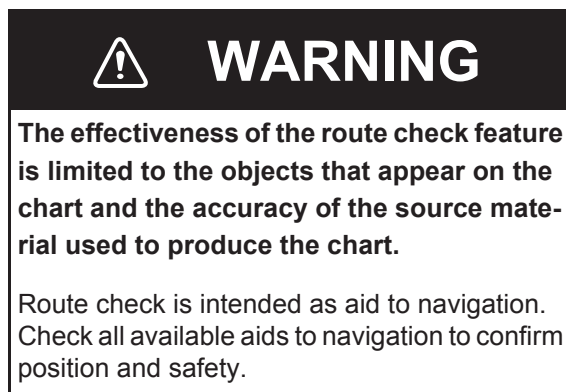 WARNING
The effectiveness of the route check feature
is limited to the objects that appear on the
chart and the accuracy of the source mate-
rial used to produce the chart.
Route check is intended as aid to navigation.
Check all available aids to navigation to confirm
position and safety.